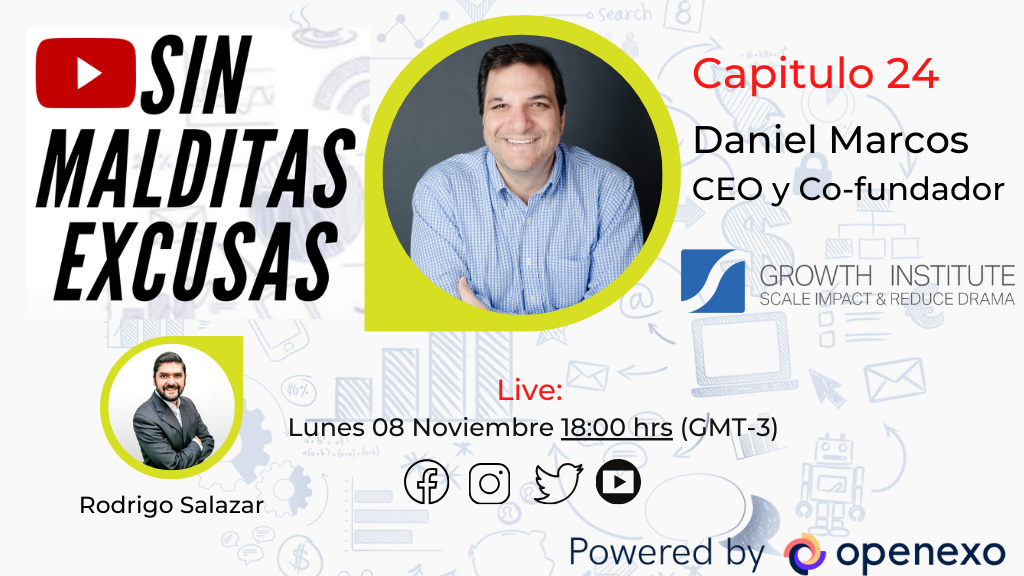 SIN
MALDITAS
EXCUSAS
Capitulo 24
Daniel Marcos
CEO y Co-fundador
GROWTH INSTITUTE
SCALE IMPACT & REDUCE DRAMA
Live:
Lunes 08 Noviembre 18:00 hrs (GMT-3)
Rodrigo Salazar
Powered by openexo
search